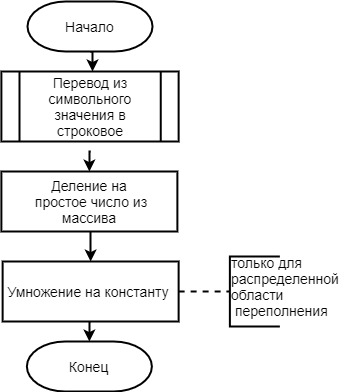 Начало
Перевод из
символьного
значения в
строковое
Деление на
простое число из
массива
Умножение на константу
только для
распределенной
области
переполнения
Конец